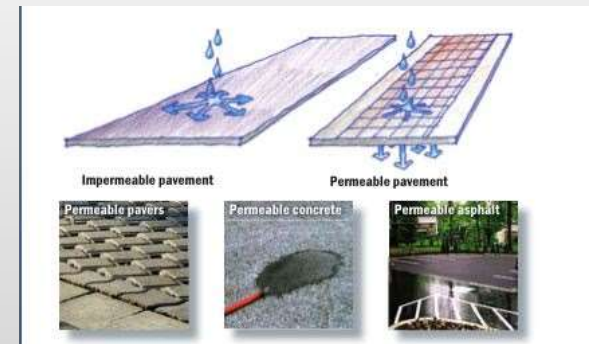 Impermeable pavement
Permeable pavement
Permeable pavers
Permeable concrete
Permeable asphalt